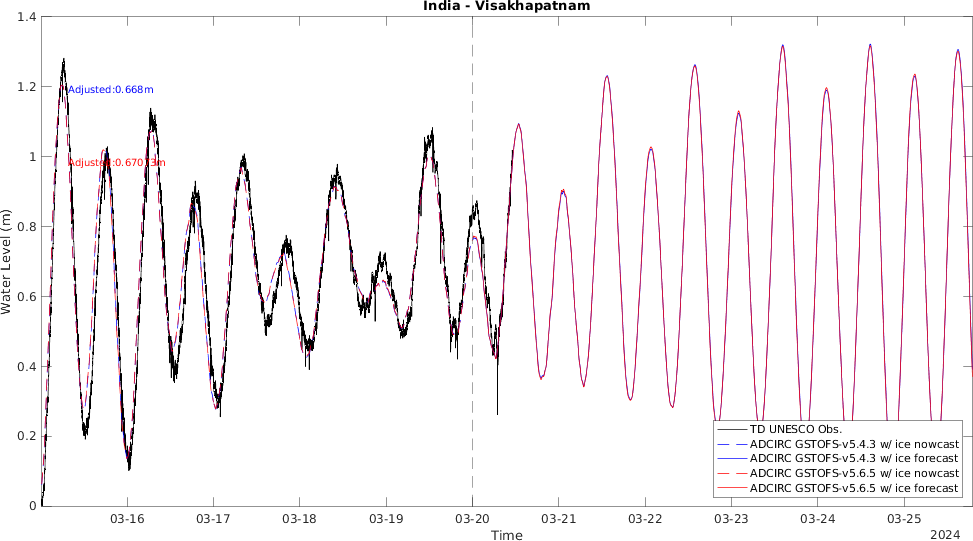 India - Visakhapatnam
Water Level (m)
1.4
1.2
1
0.8
0.6
0.4
0.2
0
Adjusted:0.668m
Adjusted:0.67073m
TD UNESCO Obs.
ADCIRC GSTOFS-v5.4.3 w/ ice nowcast
ADCIRC GSTOFS-v5.4.3 w/ ice forecast
ADCIRC GSTOFS-v5.6.5 w/ ice nowcast
ADCIRC GSTOFS-v5.6.5 w/ ice forecast
03-16 03-17 03-18 03-19 03-20 03-21 03-22 03-23 03-24 03-25
Time
2024